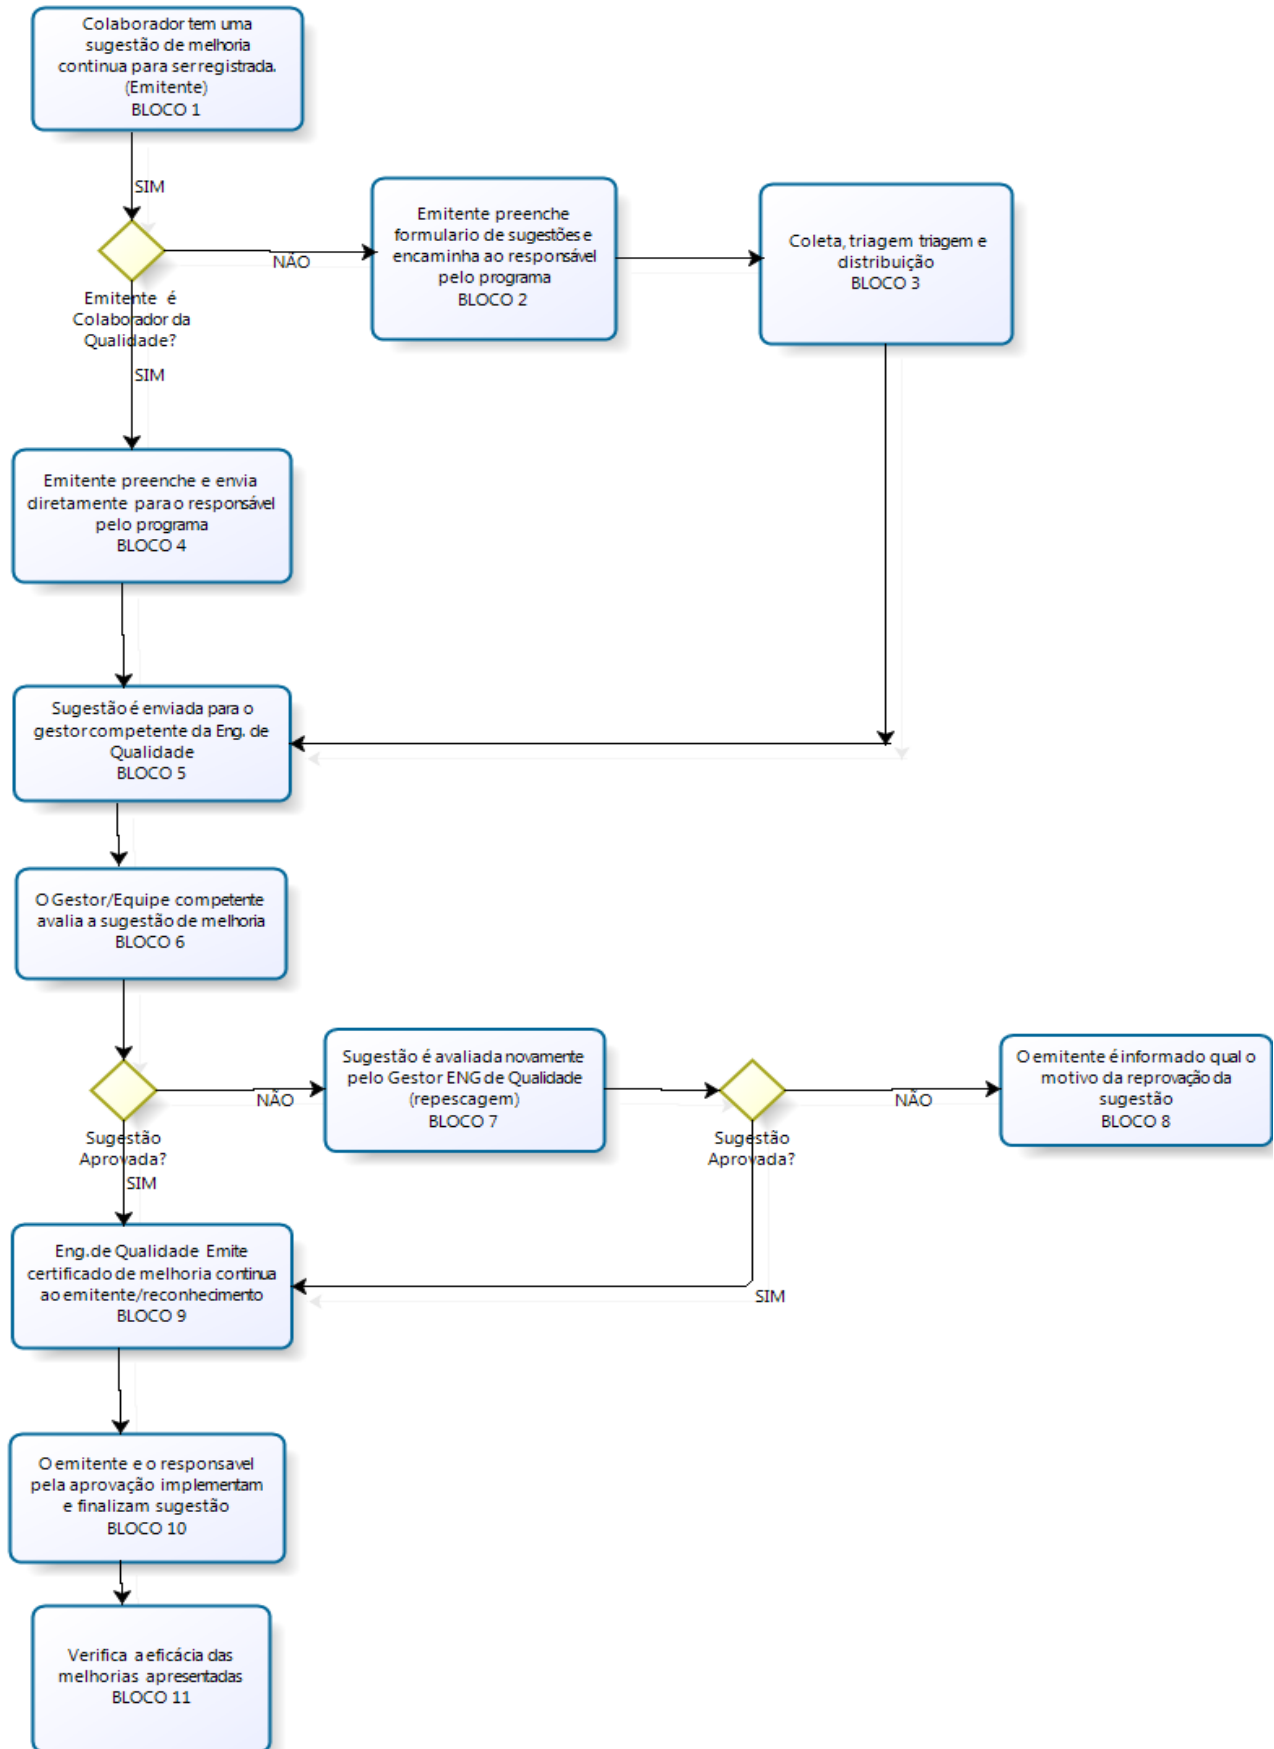 Colaborador tem uma
sugestão de melhoria
continua para ser registrada.
(Emitente)
BLOCO 1
SIM
Emitente é
Colaborador da
Qualidade?
NÃO
Emitente preenche
formulario de sugestões e
encaminha ao responsável
pelo programa
BLOCO 2
Coleta, triagem triagem e
distribuição
BLOCO 3
SIM
Emitente preenche e envia
diretamente para o responsável
pelo programa
BLOCO 4
Sugestão é enviada para o
gestor competente da Eng. de
Qualidade
BLOCO 5
O Gestor/Equipe competente
avalia a sugestão de melhoria
BLOCO 6
Sugestão
Aprovada?
NÃO
Sugestão é avaliada novamente
pelo Gestor ENG de Qualidade
(repescagem)
BLOCO 7
Sugestão
Aprovada?
NÃO
O emitente é informado qual o
motivo da reprovação da
sugestão
BLOCO 8
SIM
SIM
Eng.de Qualidade Emite
certificado de melhoria continua
ao emitente/reconhecimento
BLOCO 9
O emitente e o responsavel
pela aprovação implementam
e finalizam sugestão
BLOCO 10
Verifica a eficácia das
melhorias apresentadas
BLOCO 11